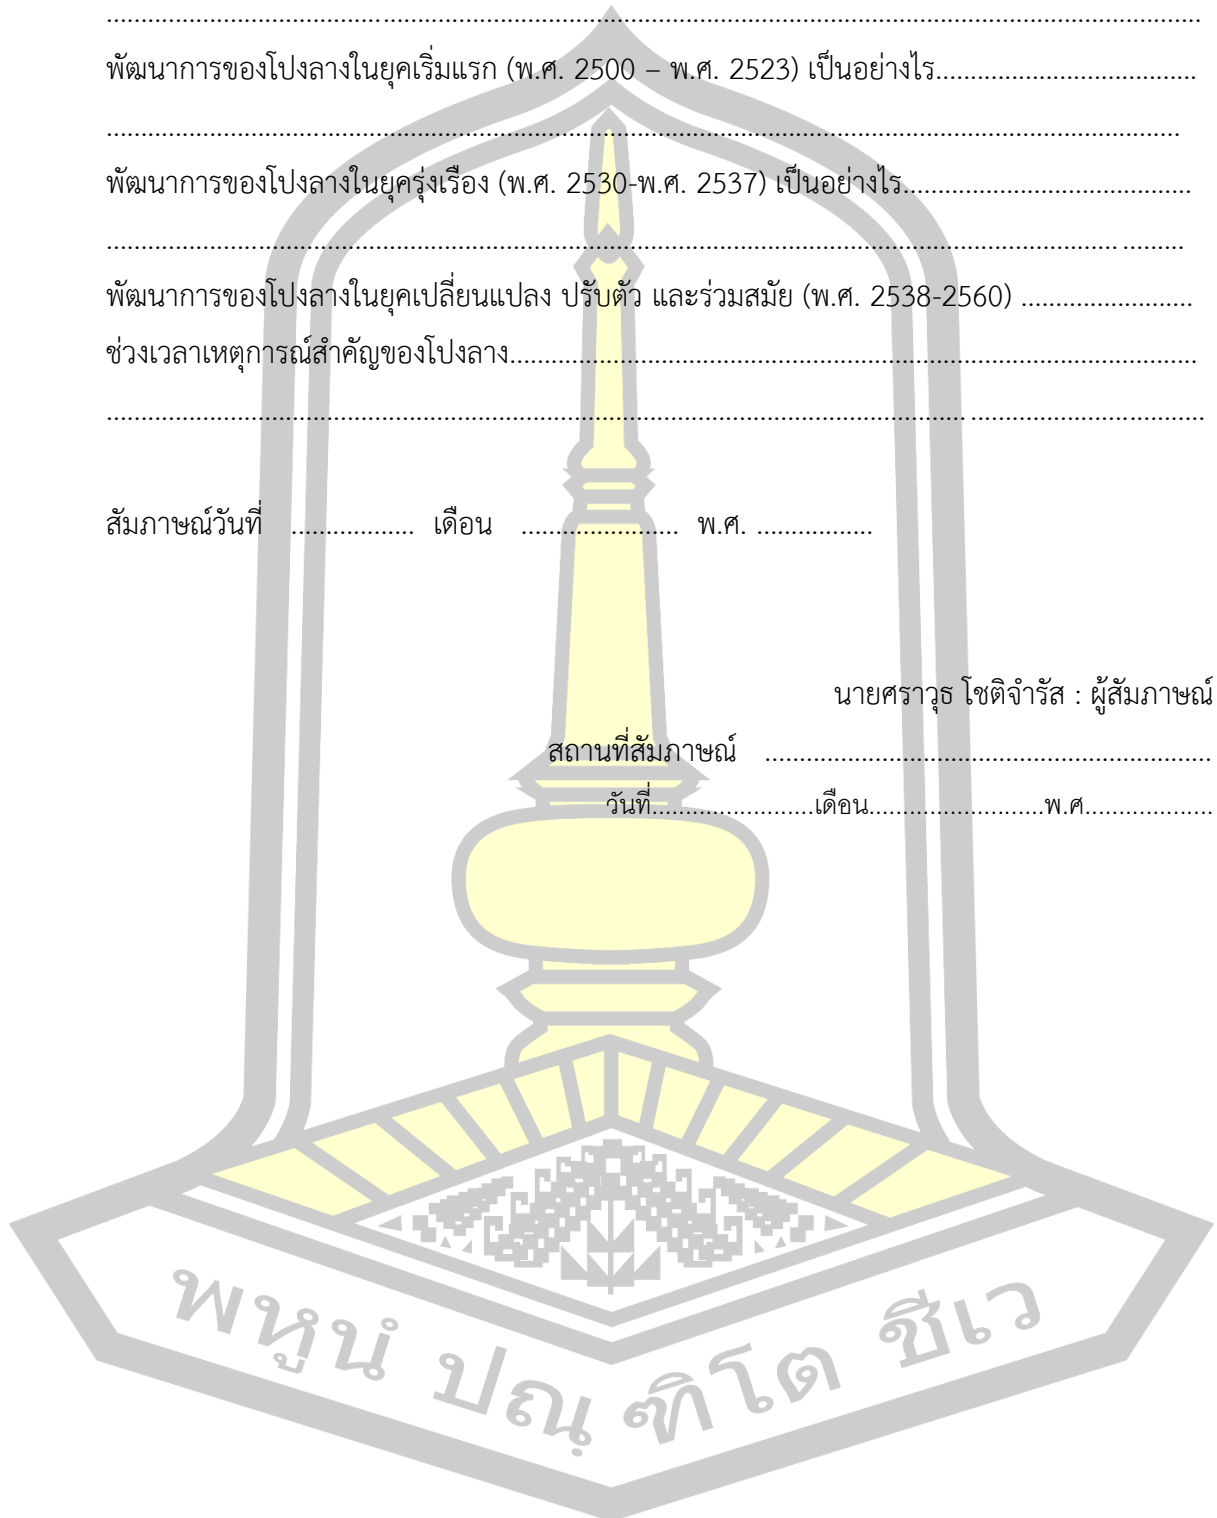 ................................................................................................................................................................
พัฒนาการของโปงลางในยุคเริ่มแรก (พ.ศ. 2500 – พ.ศ. 2523) เป็นอย่างไร......................................
.............................................................................................................................................................
พัฒนาการของโปงลางในยุครุ่งเรือง (พ.ศ. 2530-พ.ศ. 2537) เป็นอย่างไร..........................................
.................................................................................................................................................... .........
พัฒนาการของโปงลางในยุคเปลี่ยนแปลง ปรับตัว และร่วมสมัย (พ.ศ. 2538-2560) .........................
ช่วงเวลาเหตุการณ์สำคัญของโปงลาง....................................................................................................
............................................................................................................................. ..................................
สัมภาษณ์วันที่ .................. เดือน ....................... พ.ศ. .................
นายศราวุธ โชติจำรัส : ผู้สัมภาษณ์
สถานที่สัมภาษณ์ .................................................................
วันที่........................เดือน..........................พ.ศ...................
พหูนํ ปณฺฑิโต ชีเว